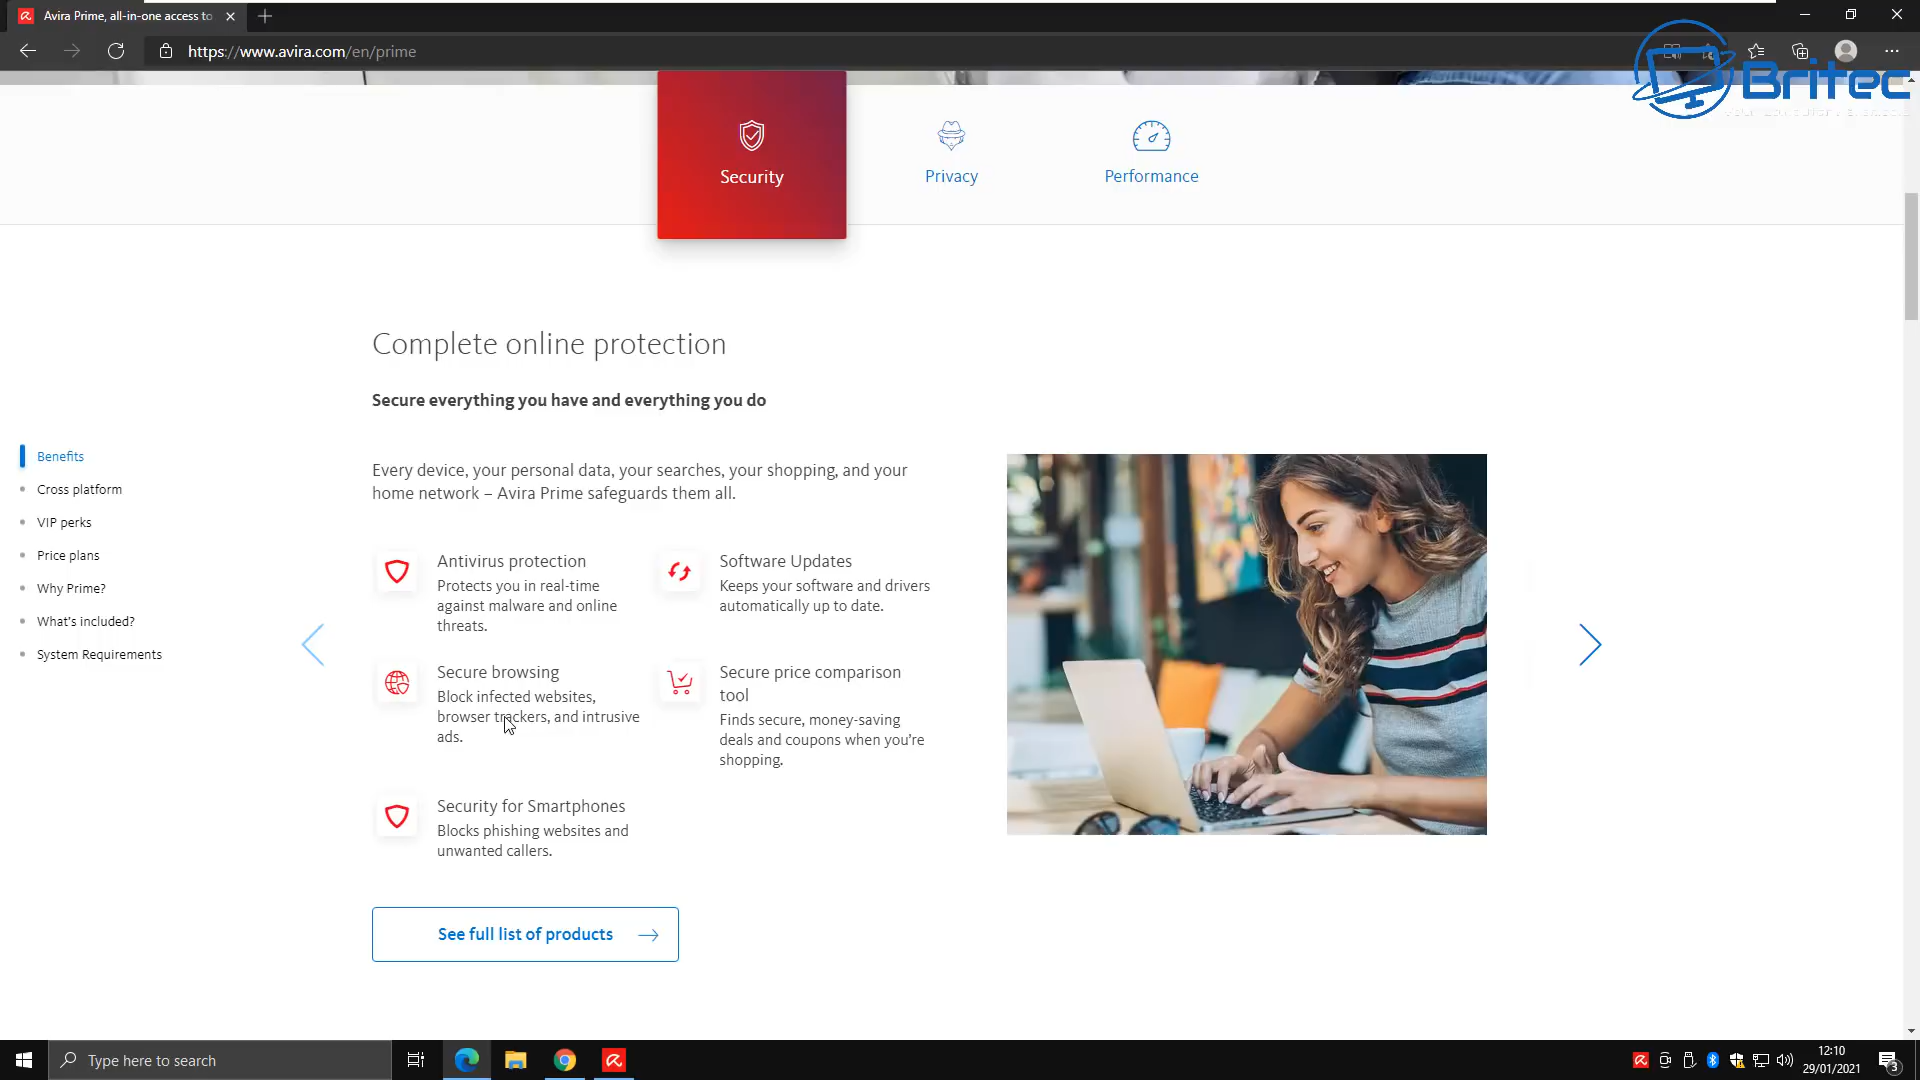 Avira Prime, all-in-one access to
https://www.avira.com/en/prime
Britec
Security
Privacy
Performance
Complete online protection
Secure everything you have and everything you do
Benefits
Cross platform
VIP perks
Price plans
Why Prime?
What's included?
System Requirements
Every device, your personal data, your searches, your shopping, and your
home network – Avira Prime safeguards them all.
Antivirus protection
Protects you in real-time
against malware and online
threats.
Software Updates
Keeps your software and drivers
automatically up to date.
Secure browsing
Block infected websites,
browser trackers, and intrusive
ads.
Secure price comparison
tool
Finds secure, money-saving
deals and coupons when you're
shopping.
Security for Smartphones
Blocks phishing websites and
unwanted callers.
See full list of products
Type here to search
12:10
29/01/2021
3